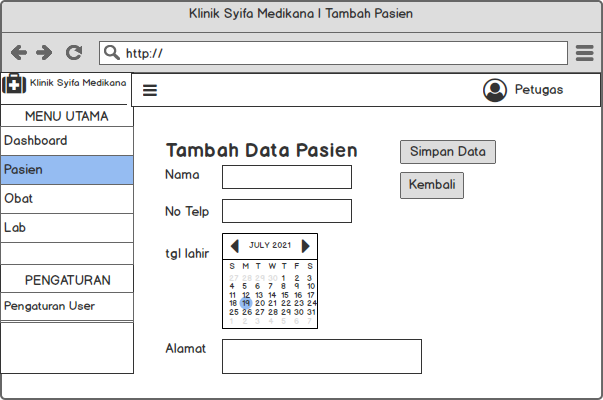 Klinik Syifa Medikana | Tambah Pasien
http://
Klinik Syifa Medikana
Petugas
MENU UTAMA
Dashboard
Pasien
Obat
Lab
PENGATURAN
Pengaturan User
Tambah Data Pasien
Simpan Data
Kembali
Nama
No Telp
tgl lahir
JULY 2021
S M T W T F S
27 28 29 30 1 2 3
4 5 6 7 8 9 10
11 12 13 14 15 16 17
18 19 20 21 22 23 24
25 26 27 28 29 30 31
1 2 3 4 5 6 7
Alamat